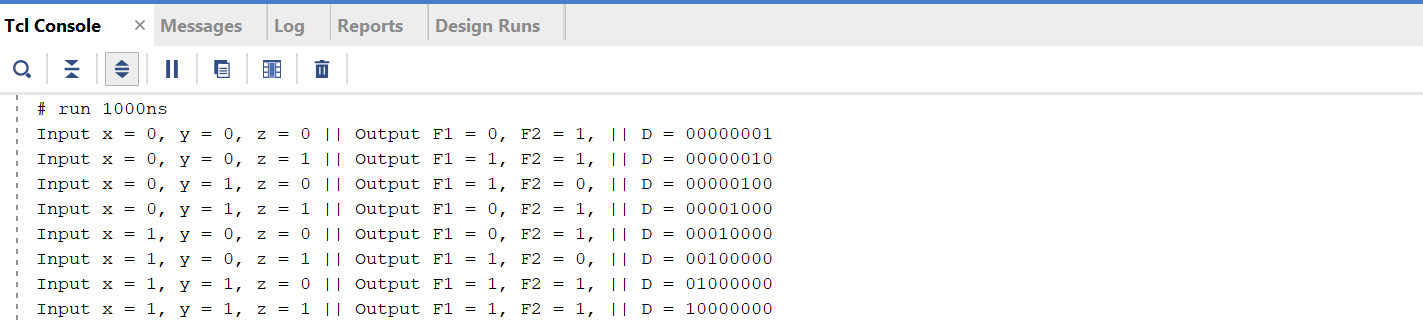 Tcl Console × Messages Log Reports Design Runs
# run 1000ns
Input x = 0, y = 0, z = 0 || Output F1 = 0, F2 = 1, || D = 00000001
Input x = 0, y = 0, z = 1 || Output F1 = 1, F2 = 1, || D = 00000010
Input x = 0, y = 1, z = 0 || Output F1 = 1, F2 = 0, || D = 00000100
Input x = 0, y = 1, z = 1 || Output F1 = 0, F2 = 1, || D = 00001000
Input x = 1, y = 0, z = 0 || Output F1 = 0, F2 = 1, || D = 00010000
Input x = 1, y = 0, z = 1 || Output F1 = 1, F2 = 0, || D = 00100000
Input x = 1, y = 1, z = 0 || Output F1 = 1, F2 = 1, || D = 01000000
Input x = 1, y = 1, z = 1 || Output F1 = 1, F2 = 1, || D = 10000000